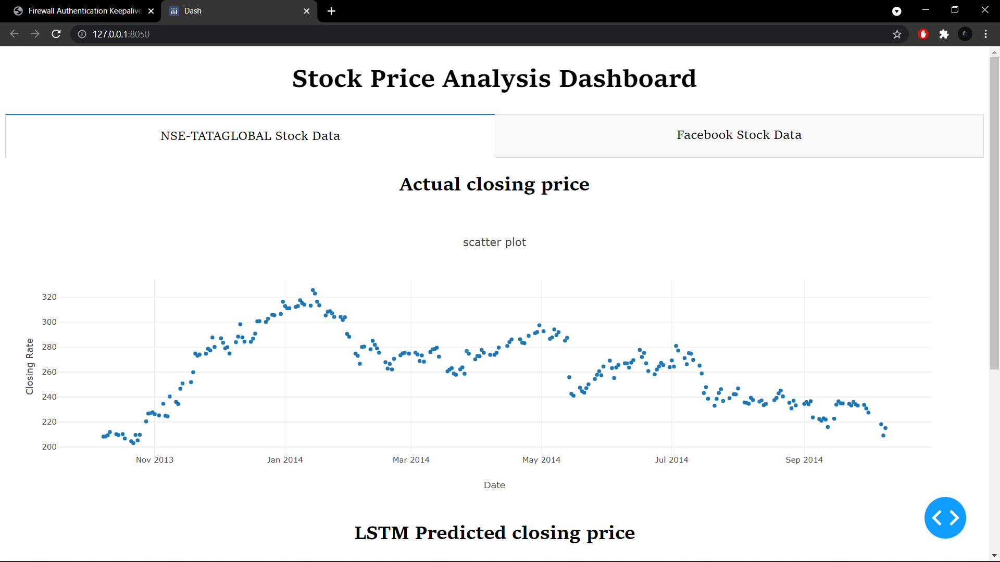 Firewall Authentication Keepalive
Dash
127.0.0.1:8050
Stock Price Analysis Dashboard
NSE-TATAGLOBAL Stock Data
Facebook Stock Data
Actual closing price
scatter plot
320
300
280
260
240
220
200
Closing Rate
Nov 2013
Jan 2014
Mar 2014
May 2014
Jul 2014
Sep 2014
Date
LSTM Predicted closing price